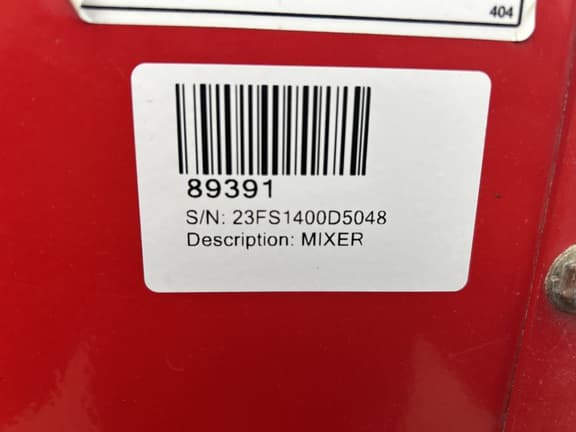 404
89391
S/N: 23FS1400D5048
Description: MIXER